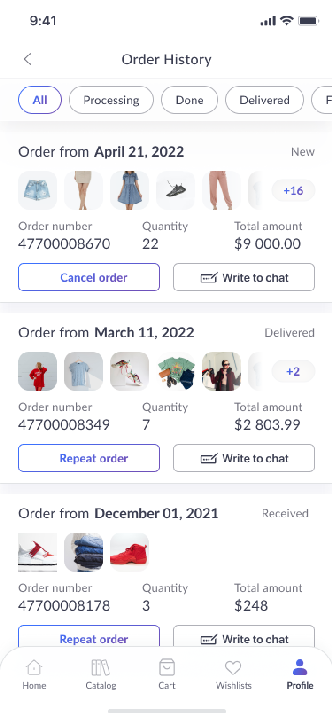 9:41
Order History
All Processing Done Delivered F
Order from April 21, 2022 New
+16
Order number Quantity Total amount
47700008670 22 $9 000.00
Cancel order Write to chat
Order from March 11, 2022 Delivered
+2
Order number Quantity Total amount
47700008349 7 $2 803.99
Repeat order Write to chat
Order from December 01, 2021 Received
Order number Quantity Total amount
47700008178 3 $248
Repeat order Write to chat
Home Catalog Cart Wishlists Profile